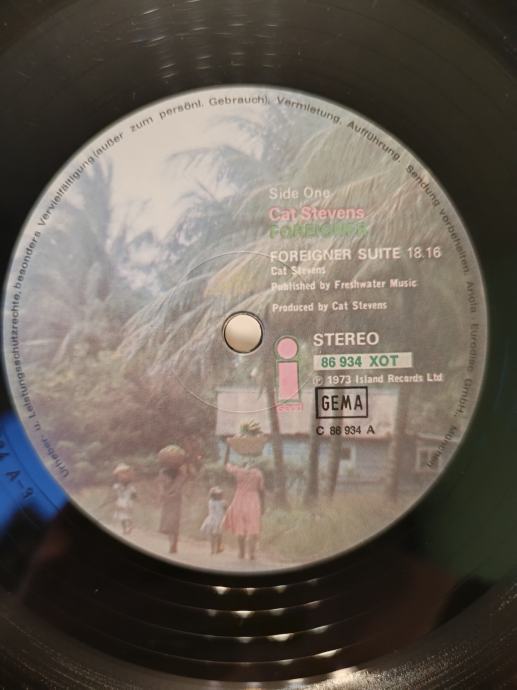 Urheber- u. Leistungsschutzrechte, besonders Vervielfältigung (außer zum persönl. Gebrauch), Vermietung, Aufführung, Sendung vorbehalten. Ariola - Eurodisc GmbH, München
Side One
Cat Stevens
FOREIGNER
FOREIGNER SUITE 18.16
Cat Stevens
Published by Freshwater Music
Produced by Cat Stevens
STEREO
86 934 XOT
℗ 1973 Island Records Ltd
GEMA
C 86 934 A